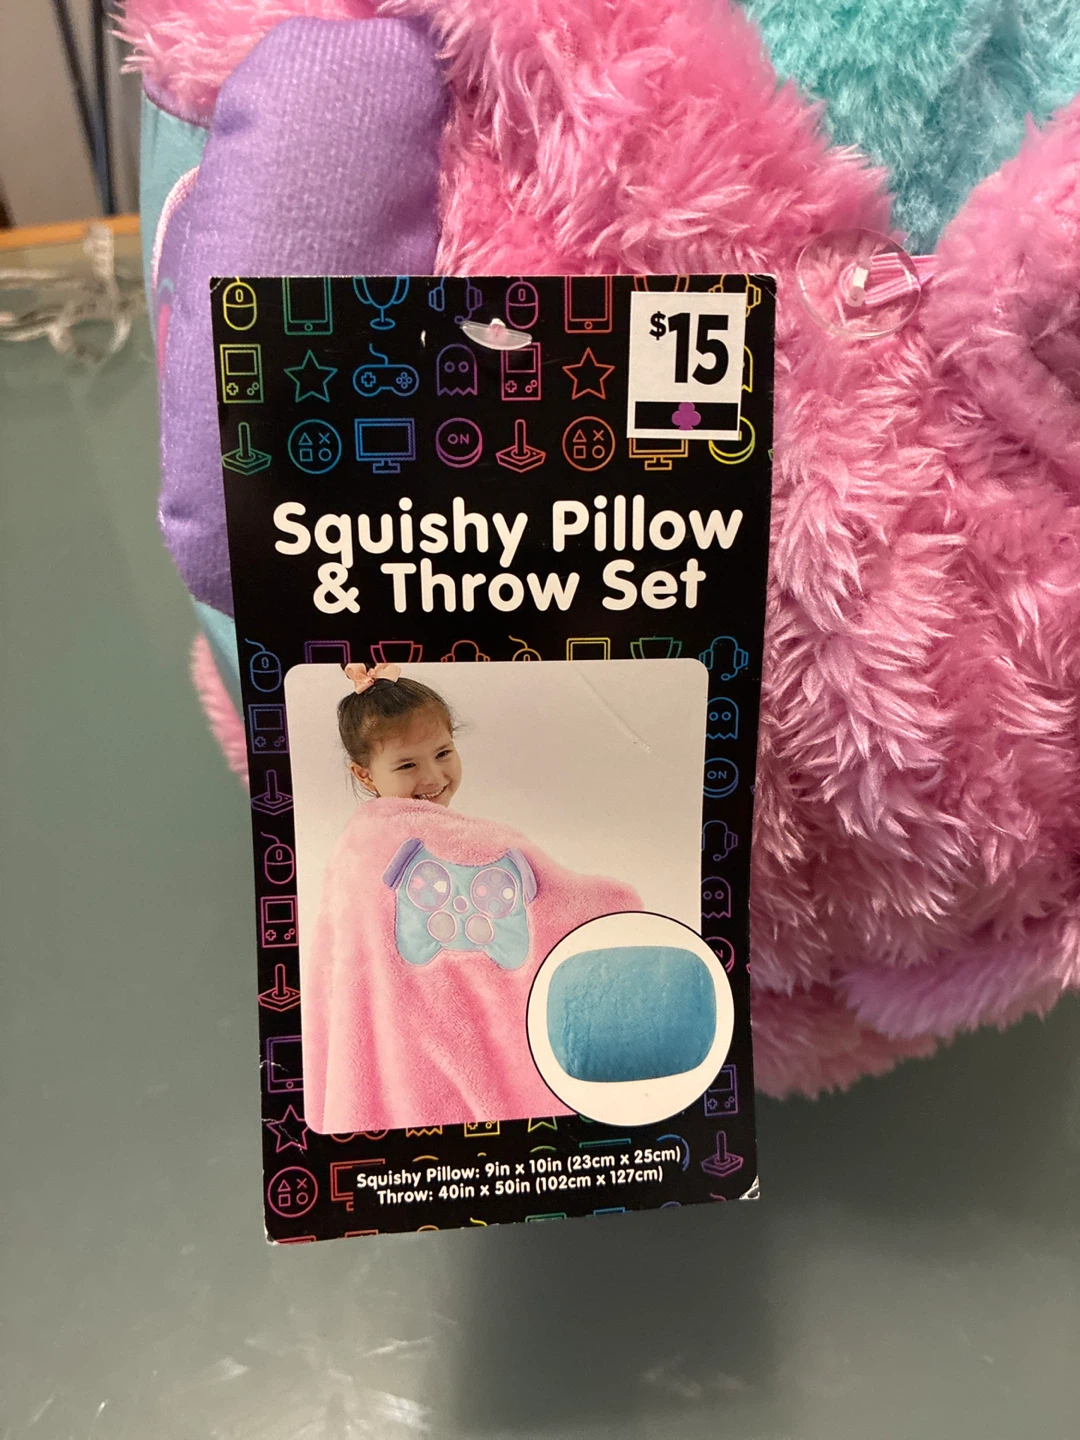 $15
ON
Squishy Pillow
& Throw Set
ON
Squishy Pillow: 9in x 10in (23cm x 25cm)
Throw: 40in x 50in (102cm x 127cm)